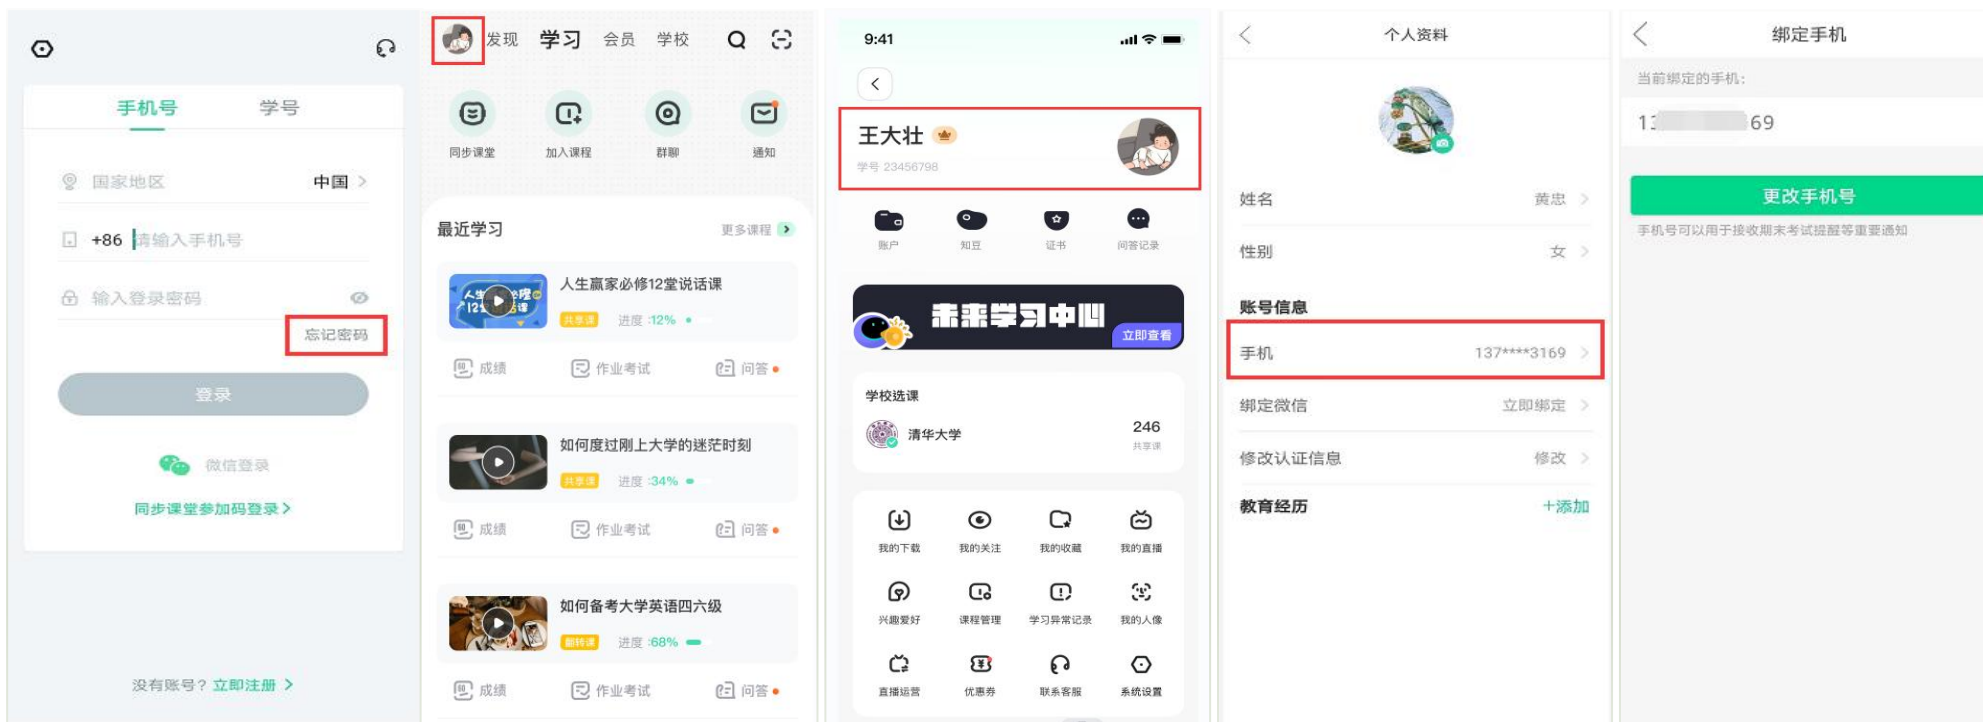 手机号 学号
国家地区 中国
+86 请输入手机号
输入登录密码
忘记密码
登录
微信登录
同步课堂参加码登录
没有账号? 立即注册
发现 学习 会员 学校
同步课堂 加入课程 群聊 通知
最近学习 更多课程
人生赢家必修12堂说话课
共享课 进度:12%
成绩 作业考试 问答
如何度过刚上大学的迷茫时刻
共享课 进度:34%
成绩 作业考试 问答
如何备考大学英语四六级
翻转课 进度:68%
成绩 作业考试 问答
9:41
王大壮
学号 23456798
账户 知豆 证书 问答记录
未来学习中心
立即查看
学校选课
清华大学 246
共享课
我的下载 我的关注 我的收藏 我的直播
兴趣爱好 课程管理 学习异常记录 我的人像
直播运营 优惠券 联系客服 系统设置
个人资料
姓名 黄忠
性别 女
账号信息
手机 137****3169
绑定微信 立即绑定
修改认证信息 修改
教育经历 +添加
绑定手机
当前绑定的手机:
69
更改手机号
手机号可以用于接收期末考试提醒等重要通知